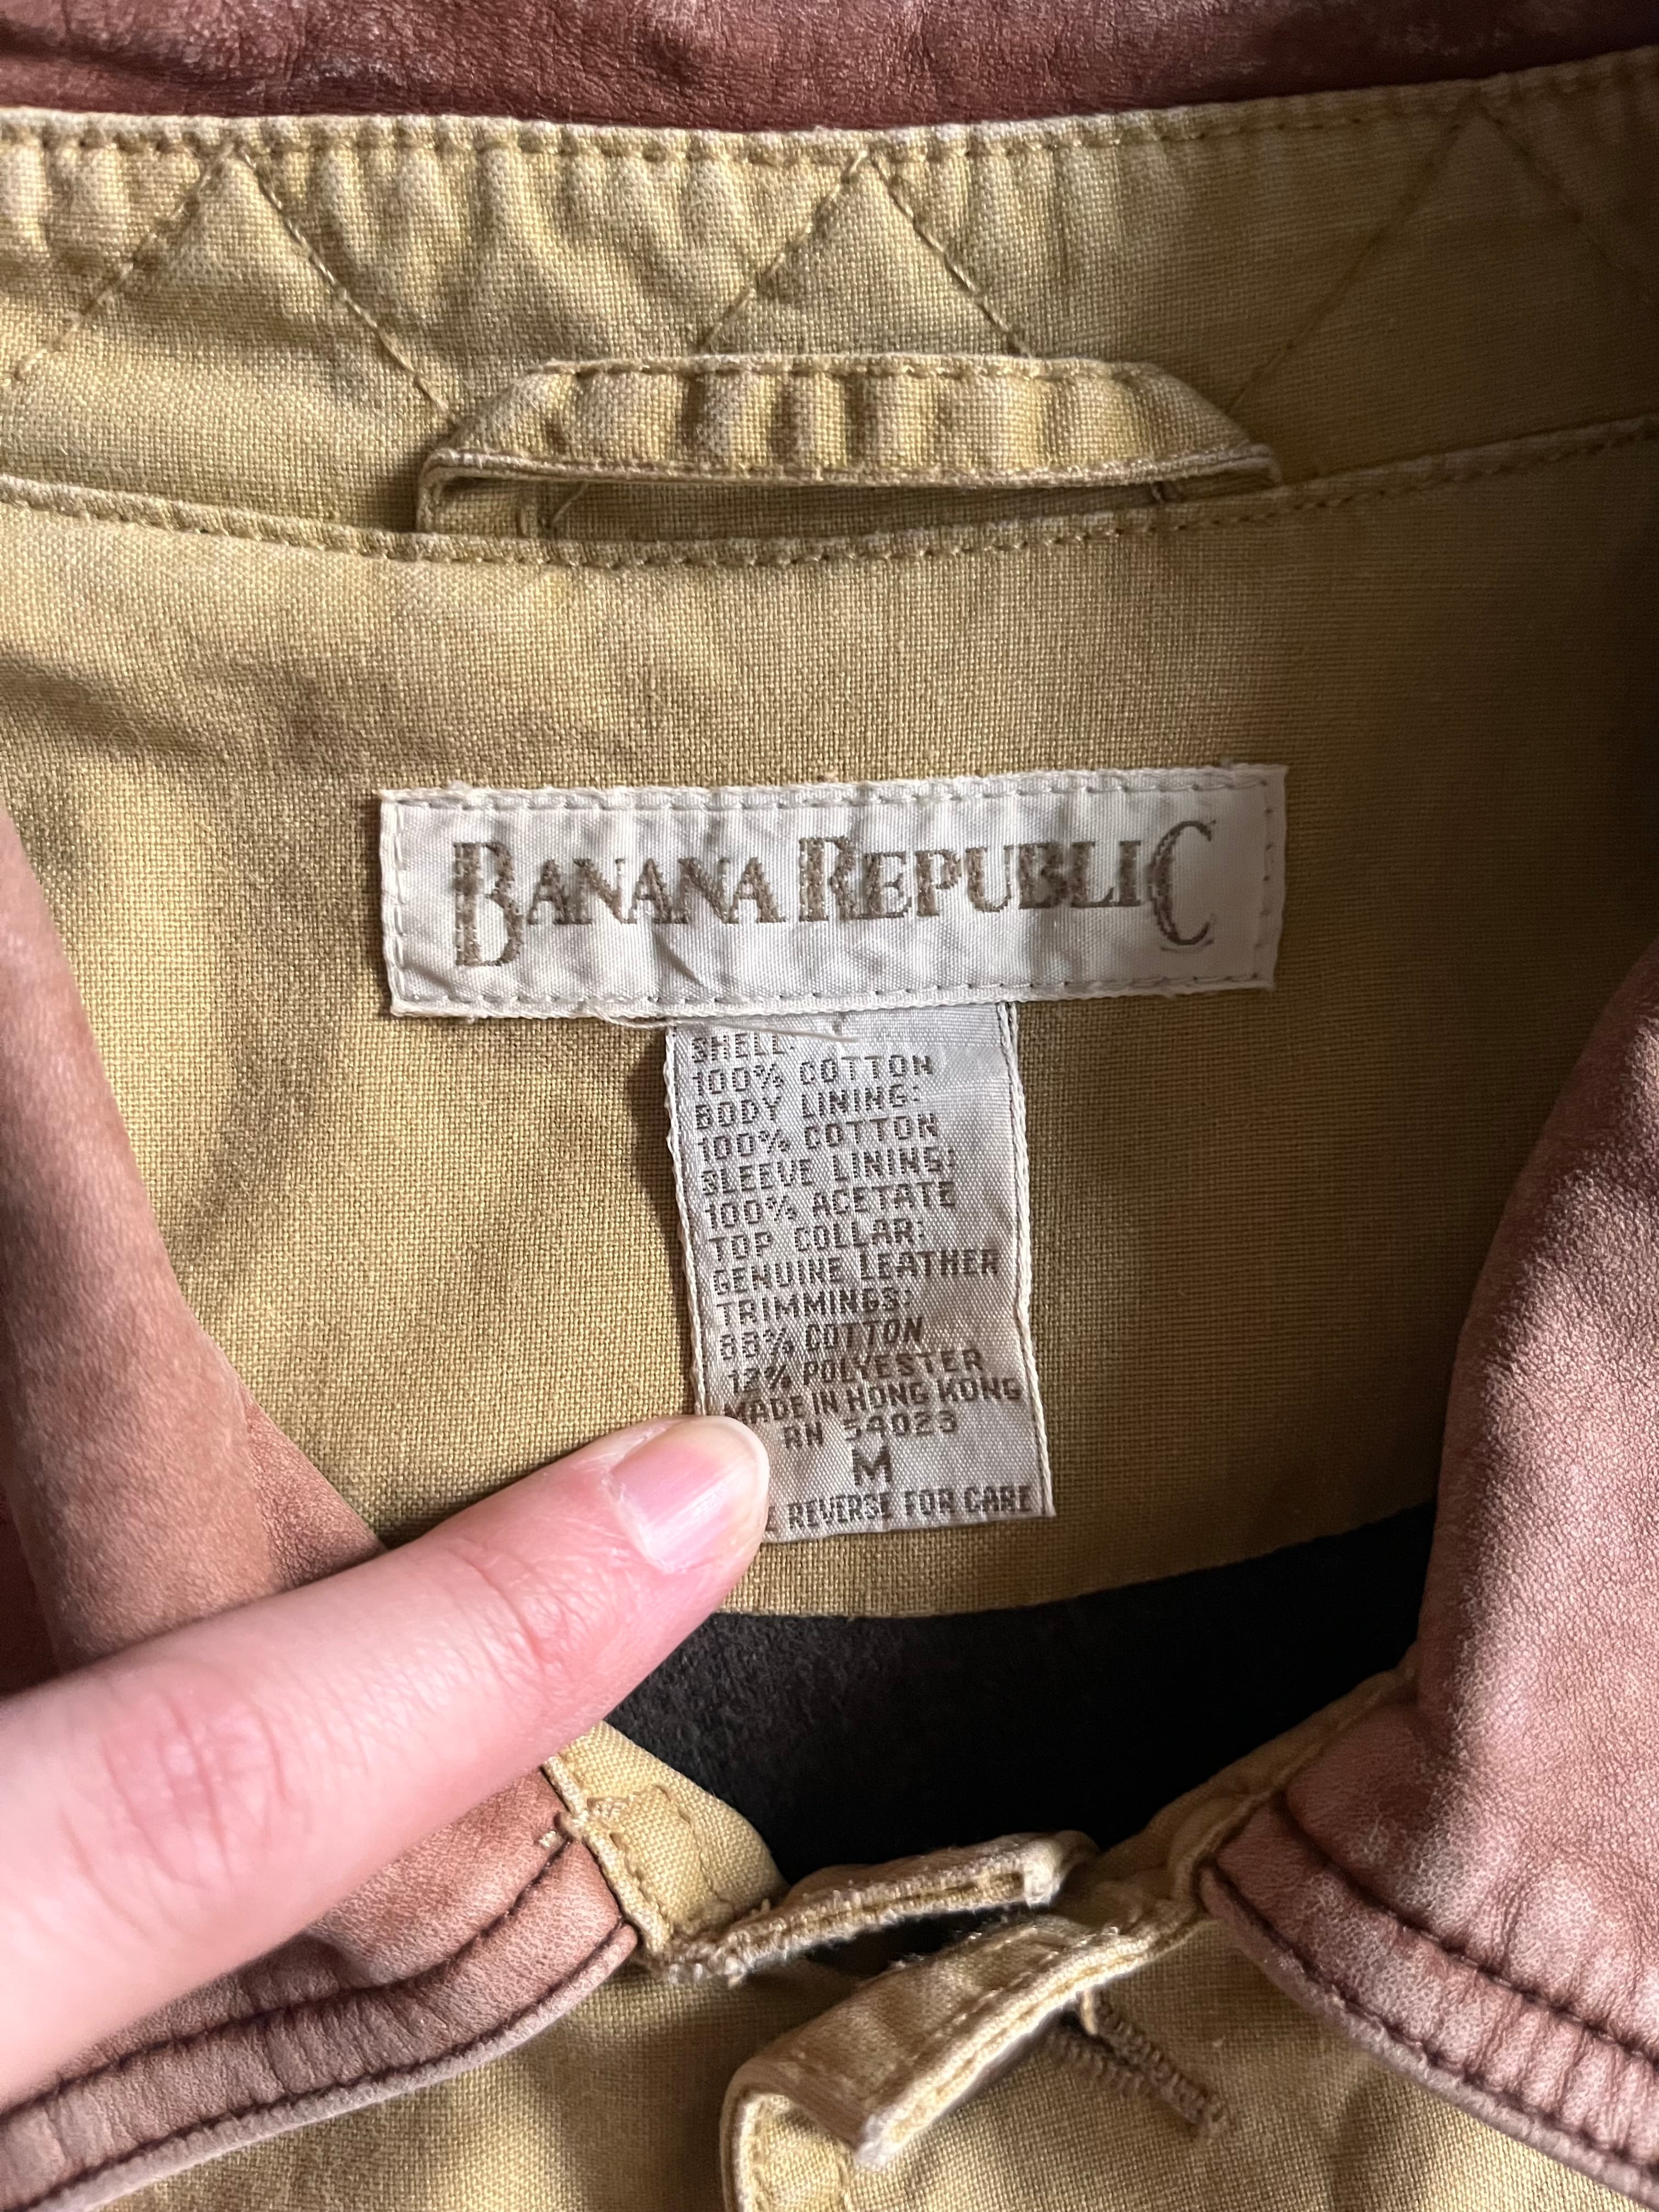 BANANA REPUBLIC
SHELL:
100% COTTON
BODY LINING:
100% COTTON
SLEEVE LINING:
100% ACETATE
TOP COLLAR:
GENUINE LEATHER
TRIMMINGS:
88% COTTON
12% POLYESTER
MADE IN HONG KONG
RN 54023
M
REVERSE FOR CARE